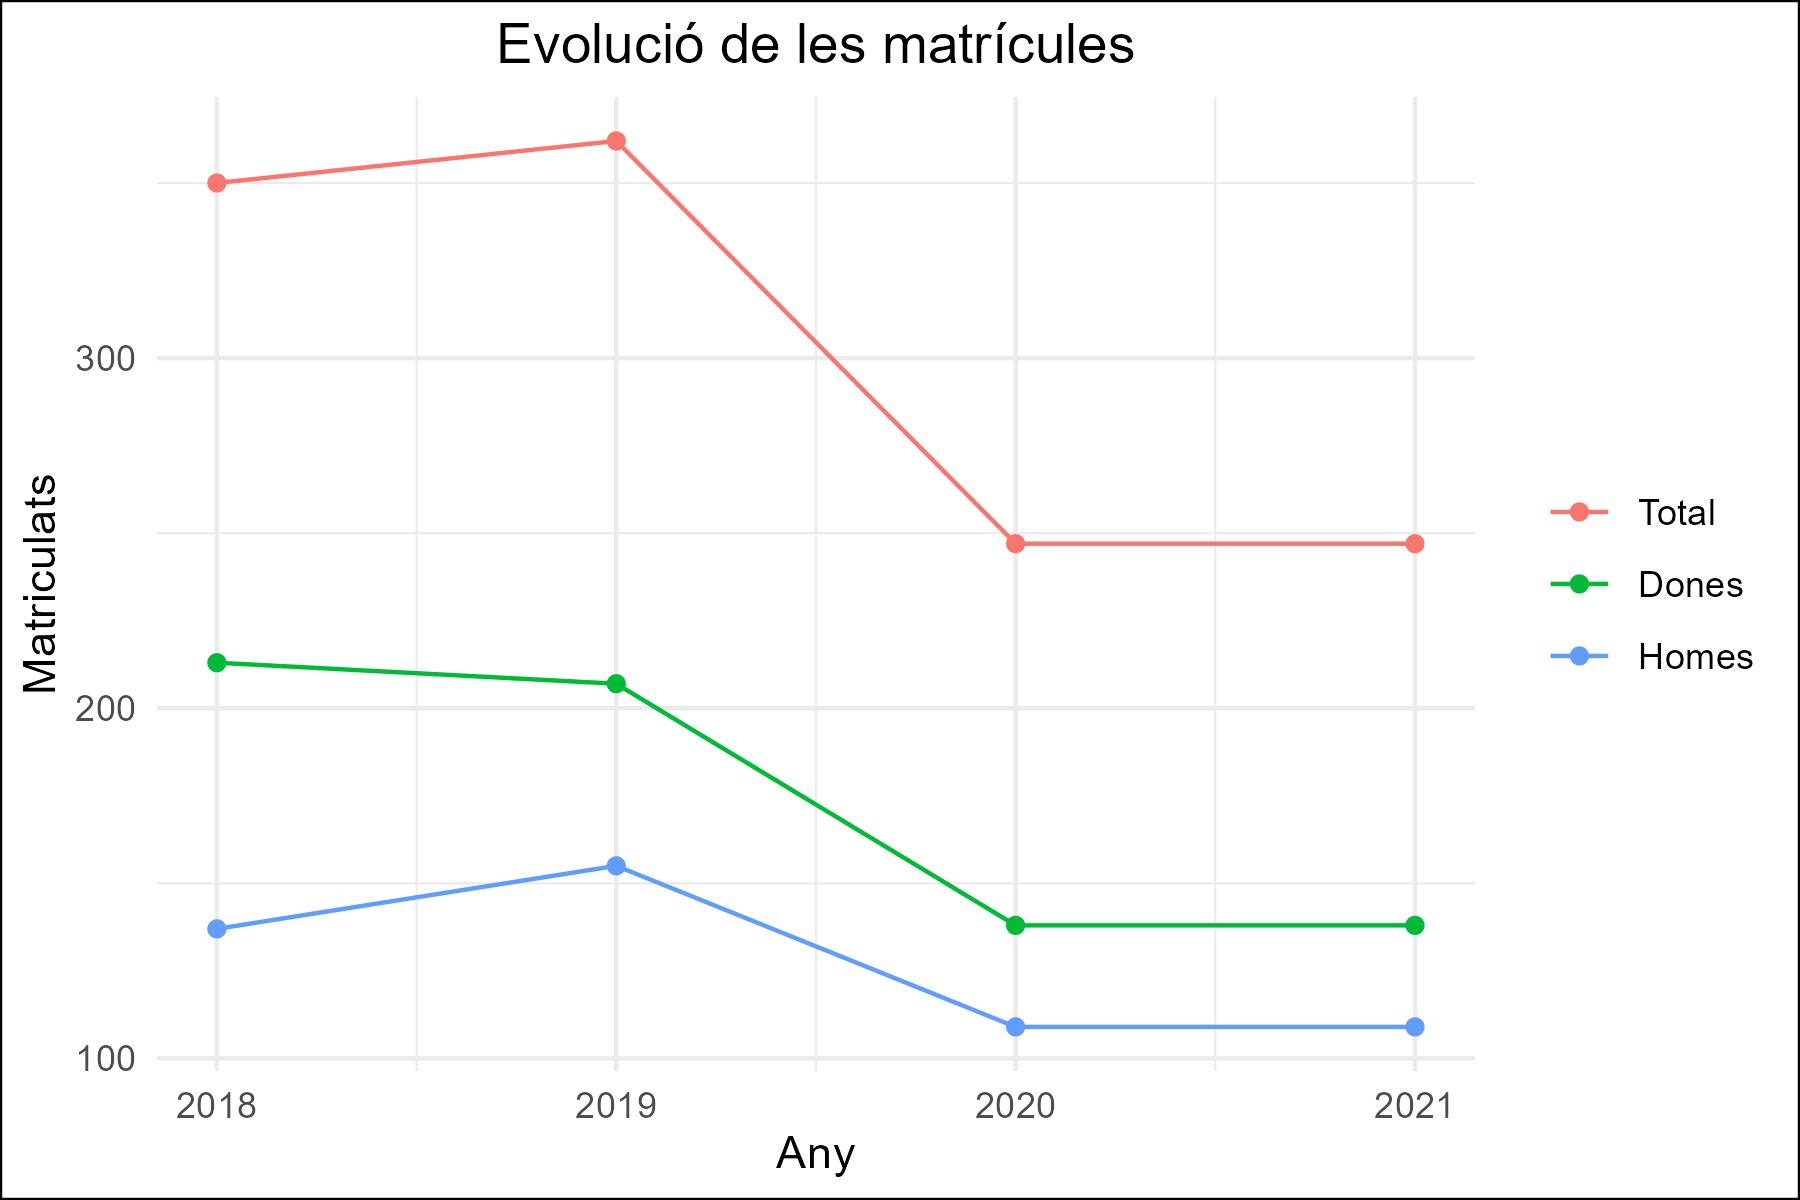 Evolució de les matrícules
Matriculats
300
200
100
2018
2019
2020
2021
Any
Total
Dones
Homes